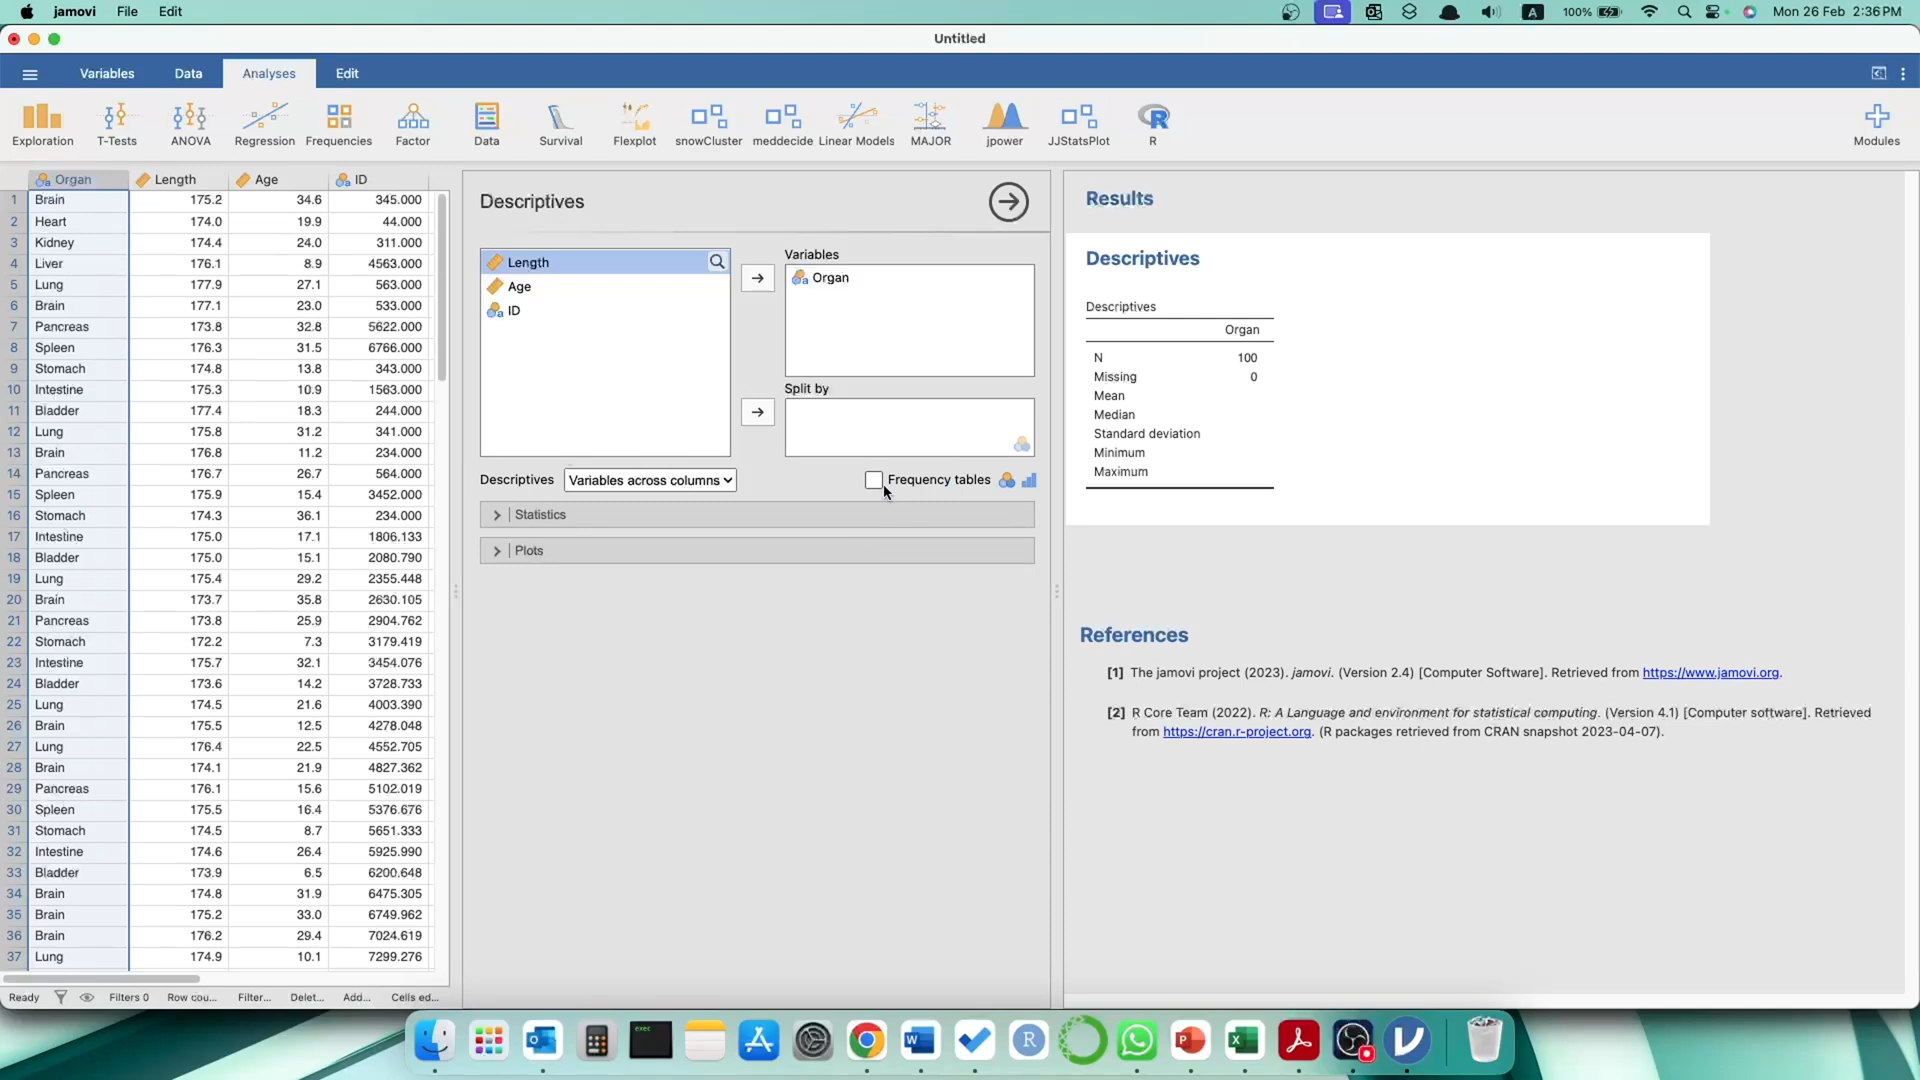 jamovi File Edit
A 100% Mon 26 Feb 2:36 PM
Untitled
Variables Data Analyses Edit
Exploration T-Tests ANOVA Regression Frequencies Factor Data Survival Flexplot snowCluster meddecide Linear Models MAJOR jpower JJStatsPlot R Modules
Organ Length Age ID
1 Brain 175.2 34.6 345.000
2 Heart 174.0 19.9 44.000
3 Kidney 174.4 24.0 311.000
4 Liver 176.1 8.9 4563.000
5 Lung 177.9 27.1 563.000
6 Brain 177.1 23.0 533.000
7 Pancreas 173.8 32.8 5622.000
8 Spleen 176.3 31.5 6766.000
9 Stomach 174.8 13.8 343.000
10 Intestine 175.3 10.9 1563.000
11 Bladder 177.4 18.3 244.000
12 Lung 175.8 31.2 341.000
13 Brain 176.8 11.2 234.000
14 Pancreas 176.7 26.7 564.000
15 Spleen 175.9 15.4 3452.000
16 Stomach 174.3 36.1 234.000
17 Intestine 175.0 17.1 1806.133
18 Bladder 175.0 15.1 2080.790
19 Lung 175.4 29.2 2355.448
20 Brain 173.7 35.8 2630.105
21 Pancreas 173.8 25.9 2904.762
22 Stomach 172.2 7.3 3179.419
23 Intestine 175.7 32.1 3454.076
24 Bladder 173.6 14.2 3728.733
25 Lung 174.5 21.6 4003.390
26 Brain 175.5 12.5 4278.048
27 Lung 176.4 22.5 4552.705
28 Brain 174.1 21.9 4827.362
29 Pancreas 176.1 15.6 5102.019
30 Spleen 175.5 16.4 5376.676
31 Stomach 174.5 8.7 5651.333
32 Intestine 174.6 26.4 5925.990
33 Bladder 173.9 6.5 6200.648
34 Brain 174.8 31.9 6475.305
35 Brain 175.2 33.0 6749.962
36 Brain 176.2 29.4 7024.619
37 Lung 174.9 10.1 7299.276
Ready Filters 0 Row cou... Filter... Delet... Add... Cells ed...
Descriptives
Length
Age
ID
Variables
Organ
Split by
Descriptives Variables across columns
Frequency tables
Statistics
Plots
Results
Descriptives
Descriptives
Organ
N 100
Missing 0
Mean
Median
Standard deviation
Minimum
Maximum
References
[1] The jamovi project (2023). jamovi. (Version 2.4) [Computer Software]. Retrieved from https://www.jamovi.org.
[2] R Core Team (2022). R: A Language and environment for statistical computing. (Version 4.1) [Computer software]. Retrieved
from https://cran.r-project.org. (R packages retrieved from CRAN snapshot 2023-04-07).
exec